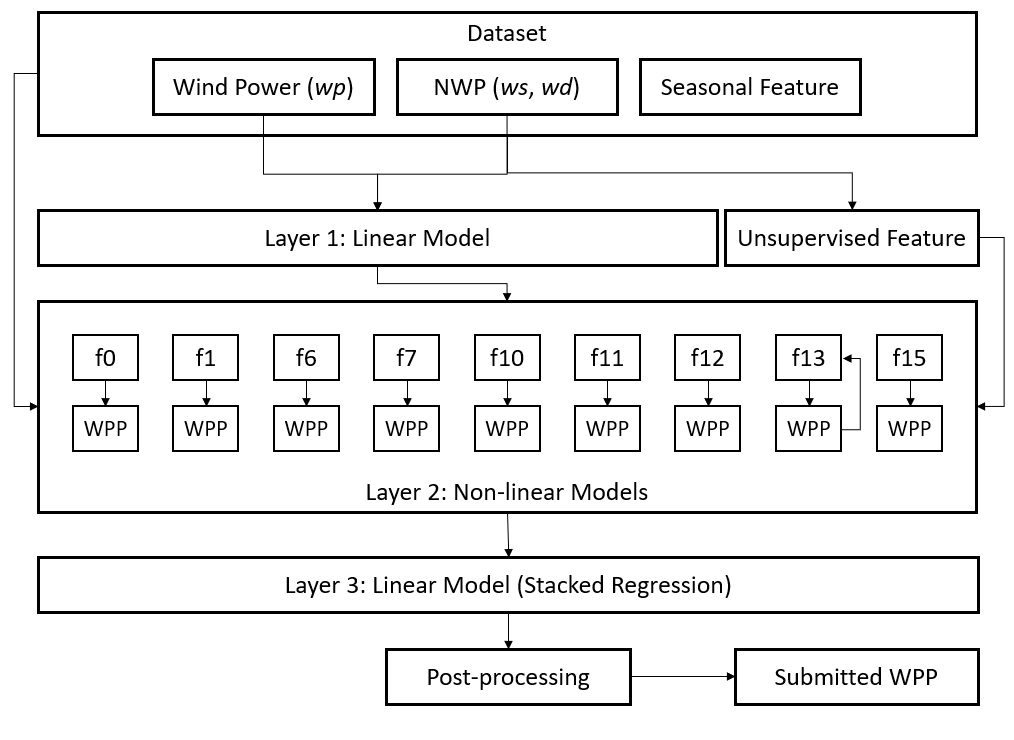 Dataset
Wind Power (wp)
NWP (ws, wd)
Seasonal Feature
Layer 1: Linear Model
Unsupervised Feature
f0
f1
f6
f7
f10
f11
f12
f13
f15
WPP
WPP
WPP
WPP
WPP
WPP
WPP
WPP
WPP
Layer 2: Non-linear Models
Layer 3: Linear Model (Stacked Regression)
Post-processing
Submitted WPP